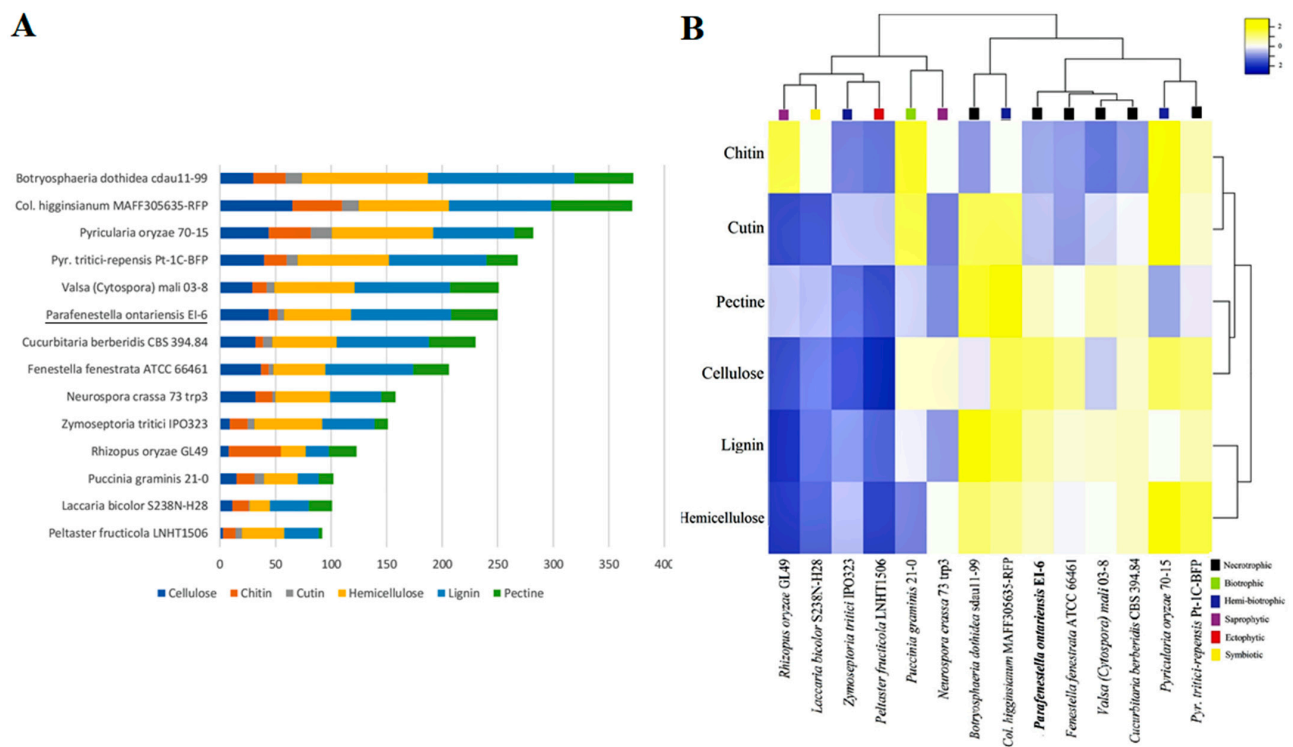 A
Botryosphaeria dothidea cdau11-99
Col. higginsianum MAFF305635-RFP
Pyricularia oryzae 70-15
Pyr. tritici-repensis Pt-1C-BFP
Valsa (Cytospora) mali 03-8
Parafenestella ontariensis EI-6
Cucurbitaria berberidis CBS 394.84
Fenestella fenestrata ATCC 66461
Neurospora crassa 73 trp3
Zymoseptoria tritici IPO323
Rhizopus oryzae GL49
Puccinia graminis 21-0
Laccaria bicolor S238N-H28
Peltaster fructicola LNHT1506
0 50 100 150 200 250 300 350 400
Cellulose Chitin Cutin Hemicellulose Lignin Pectine
B
2
0
2
Chitin
Cutin
Pectine
Cellulose
Lignin
Hemicellulose
Rhizopus oryzae GL49
Laccaria bicolor S238N-H28
Zymoseptoria tritici IPO323
Peltaster fructicola LNHT1506
Puccinia graminis 21-0
Neurospora crassa 73 trp3
Botryosphaeria dothidea sdau11-99
Col. higginsianum MAFF305635-RFP
Parafenestella ontariensis EI-6
Fenestella fenestrata ATCC 66461
Valsa (Cytospora) mali 03-8
Cucurbitaria berberidis CBS 394.84
Pyricularia oryzae 70-15
Pyr. tritici-repensis Pt-1C-BFP
Necrotrophic
Biotrophic
Hemi-biotrophic
Saprophytic
Ectophytic
Symbiotic